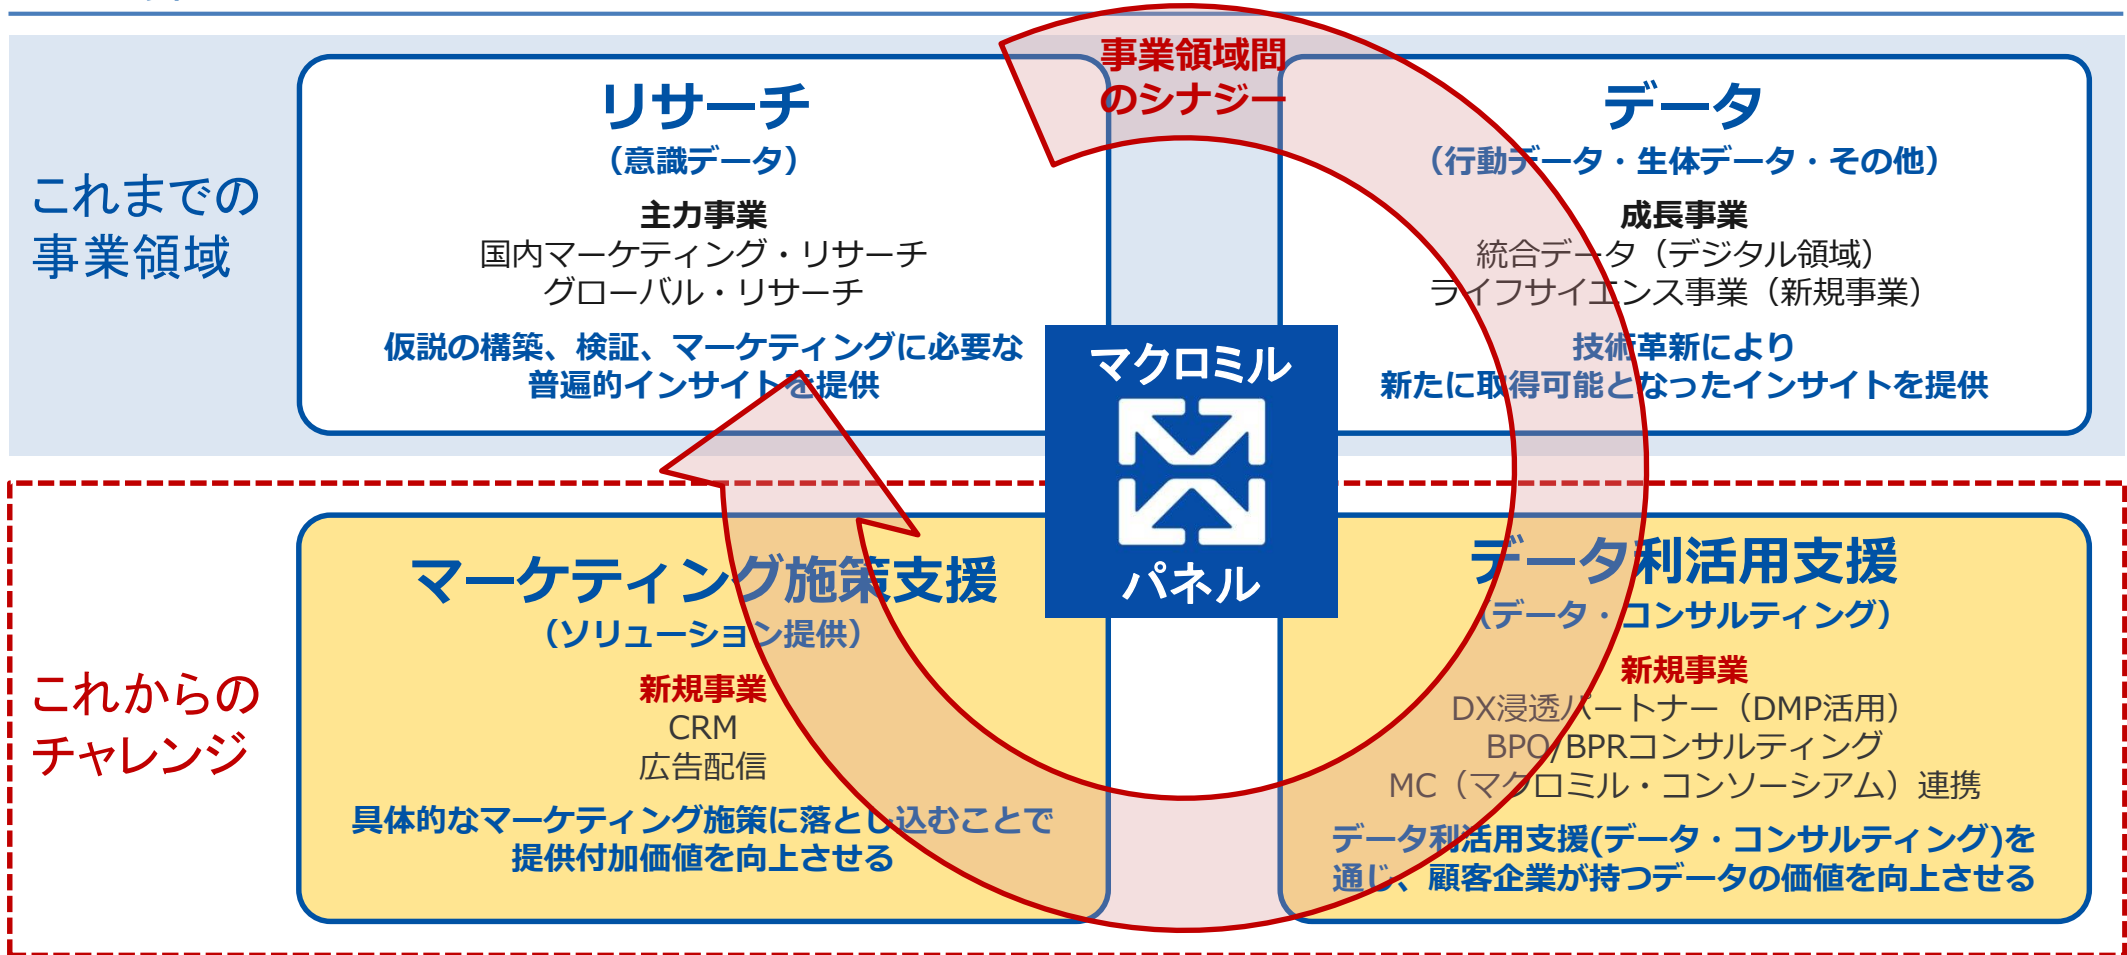 事業領域間
のシナジー
これまでの
事業領域
リサーチ
（意識データ）
主力事業
国内マーケティング・リサーチ
グローバル・リサーチ
仮説の構築、検証、マーケティングに必要な
普遍的インサイトを提供
データ
（行動データ・生体データ・その他）
成長事業
統合データ（デジタル領域）
ライフサイエンス事業（新規事業）
技術革新により
新たに取得可能となったインサイトを提供
マクロミル
パネル
これからの
チャレンジ
マーケティング施策支援
（ソリューション提供）
新規事業
CRM
広告配信
具体的なマーケティング施策に落とし込むことで
提供付加価値を向上させる
データ利活用支援
（データ・コンサルティング）
新規事業
DX浸透パートナー（DMP活用）
BPO/BPRコンサルティング
MC（マクロミル・コンソーシアム）連携
データ利活用支援(データ・コンサルティング)を
通じ、顧客企業が持つデータの価値を向上させる